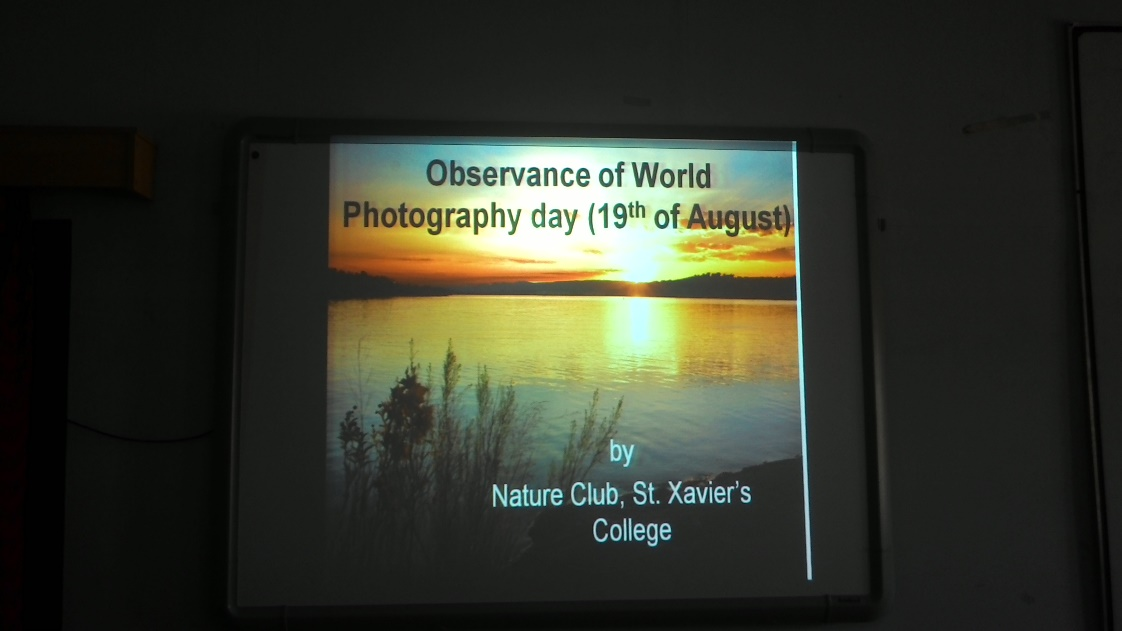 Observance of World
Photography day (19th of August)
by
Nature Club, St. Xavier's
College